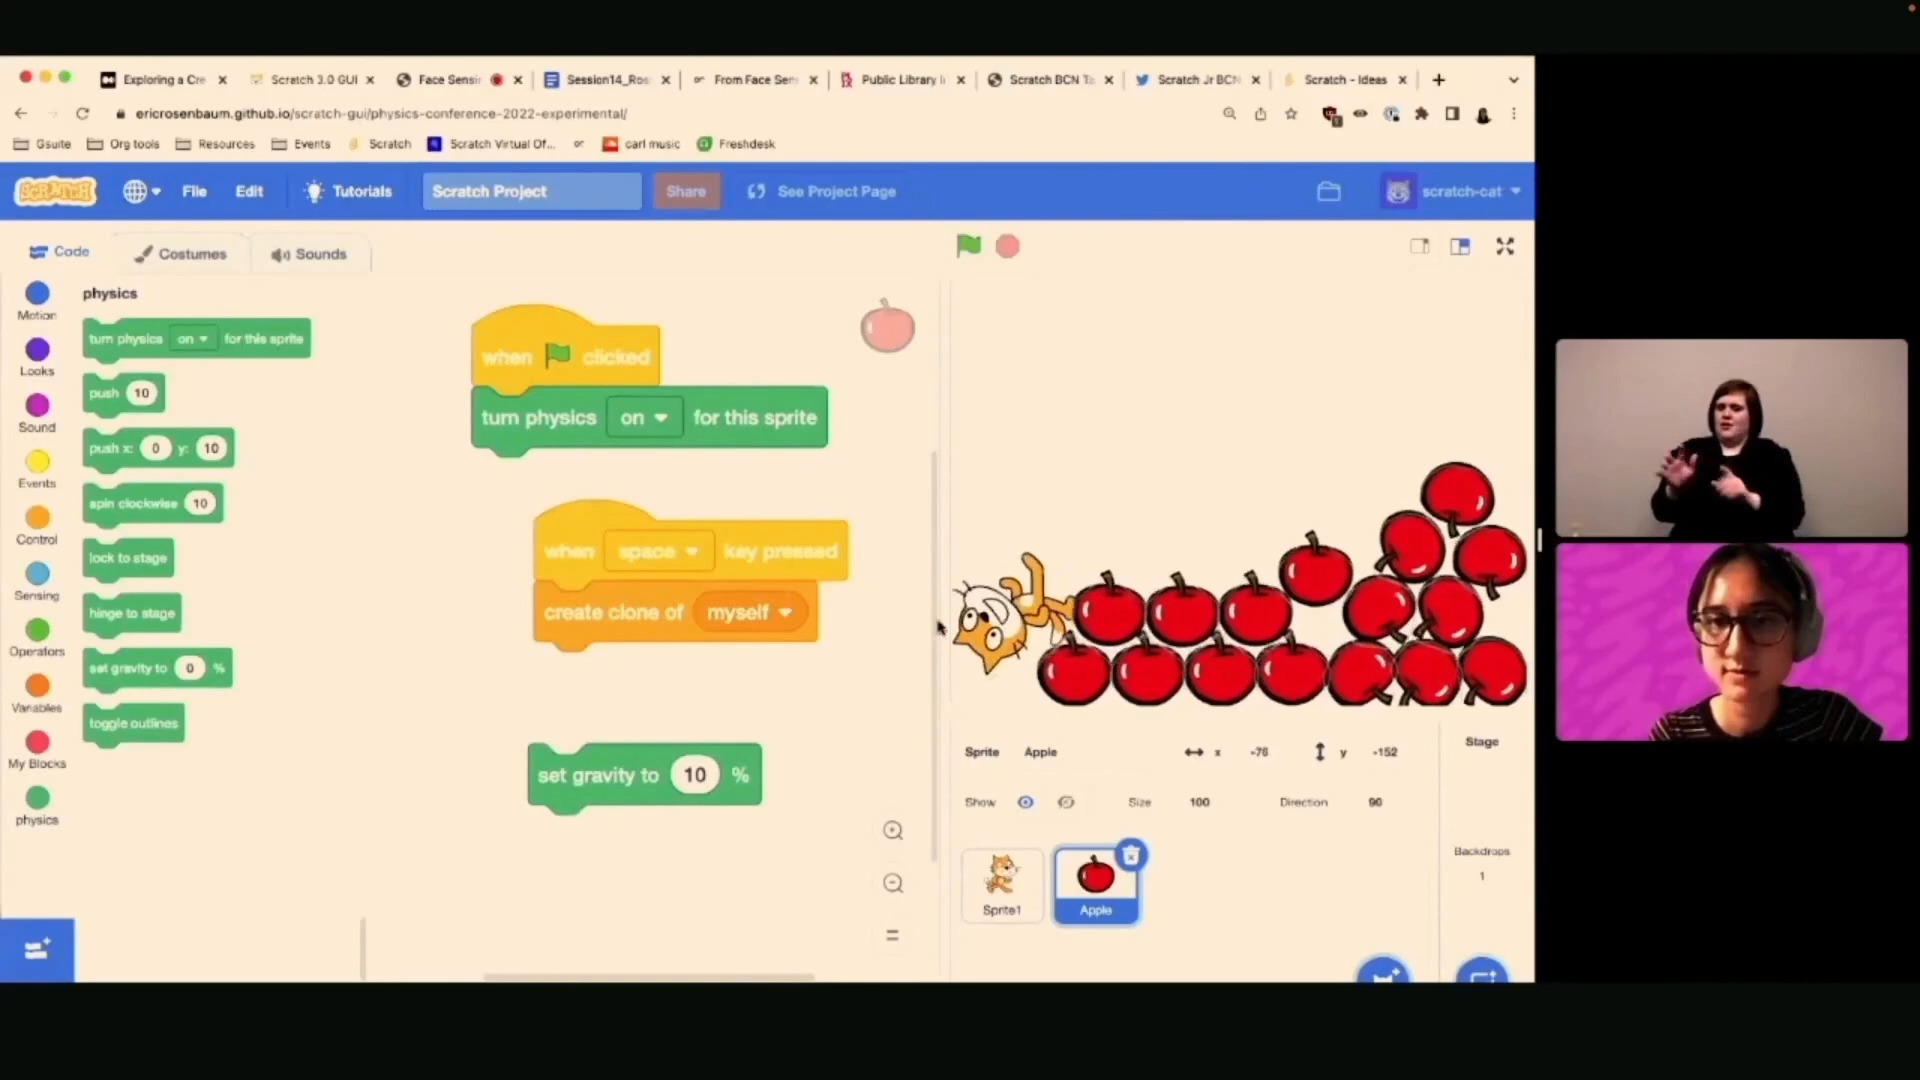 Exploring a Cre
Scratch 3.0 GUI
Face Sensin
Session14_Ros
From Face Sens
Public Library I
Scratch BCN Ta
Scratch Jr BCN
Scratch - Ideas
ericrosenbaum.github.io/scratch-gui/physics-conference-2022-experimental/
Gsuite
Org tools
Resources
Events
Scratch
Scratch Virtual Of...
carl music
Freshdesk
SCRATCH
File
Edit
Tutorials
Scratch Project
Share
See Project Page
scratch-cat
Code
Costumes
Sounds
Motion
Looks
Sound
Events
Control
Sensing
Operators
Variables
My Blocks
physics
physics
turn physics on for this sprite
push 10
push x: 0 y: 10
spin clockwise 10
lock to stage
hinge to stage
set gravity to 0 %
toggle outlines
when clicked
turn physics on for this sprite
when space key pressed
create clone of myself
set gravity to 10 %
Sprite Apple x -76 y -152
Show Size 100 Direction 90
Sprite1
Apple
Stage
Backdrops
1